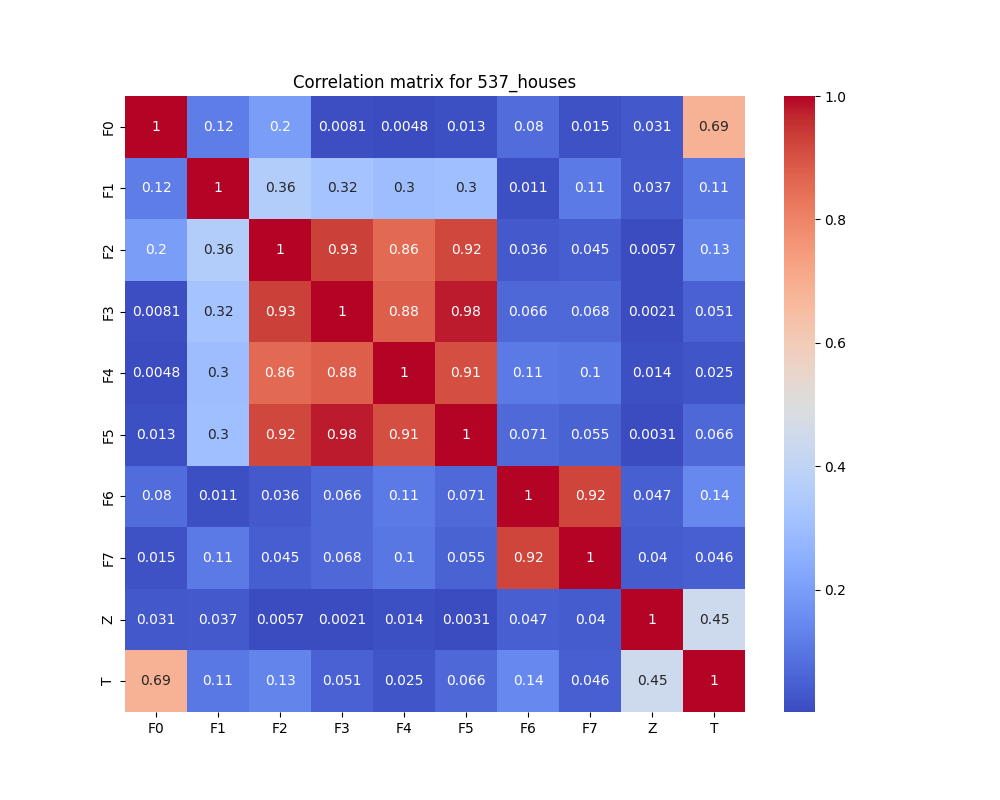 Correlation matrix for 537_houses
F0 1 0.12 0.2 0.0081 0.0048 0.013 0.08 0.015 0.031 0.69
F1 0.12 1 0.36 0.32 0.3 0.3 0.011 0.11 0.037 0.11
F2 0.2 0.36 1 0.93 0.86 0.92 0.036 0.045 0.0057 0.13
F3 0.0081 0.32 0.93 1 0.88 0.98 0.066 0.068 0.0021 0.051
F4 0.0048 0.3 0.86 0.88 1 0.91 0.11 0.1 0.014 0.025
F5 0.013 0.3 0.92 0.98 0.91 1 0.071 0.055 0.0031 0.066
F6 0.08 0.011 0.036 0.066 0.11 0.071 1 0.92 0.047 0.14
F7 0.015 0.11 0.045 0.068 0.1 0.055 0.92 1 0.04 0.046
Z 0.031 0.037 0.0057 0.0021 0.014 0.0031 0.047 0.04 1 0.45
T 0.69 0.11 0.13 0.051 0.025 0.066 0.14 0.046 0.45 1
F0 F1 F2 F3 F4 F5 F6 F7 Z T
1.0
0.8
0.6
0.4
0.2